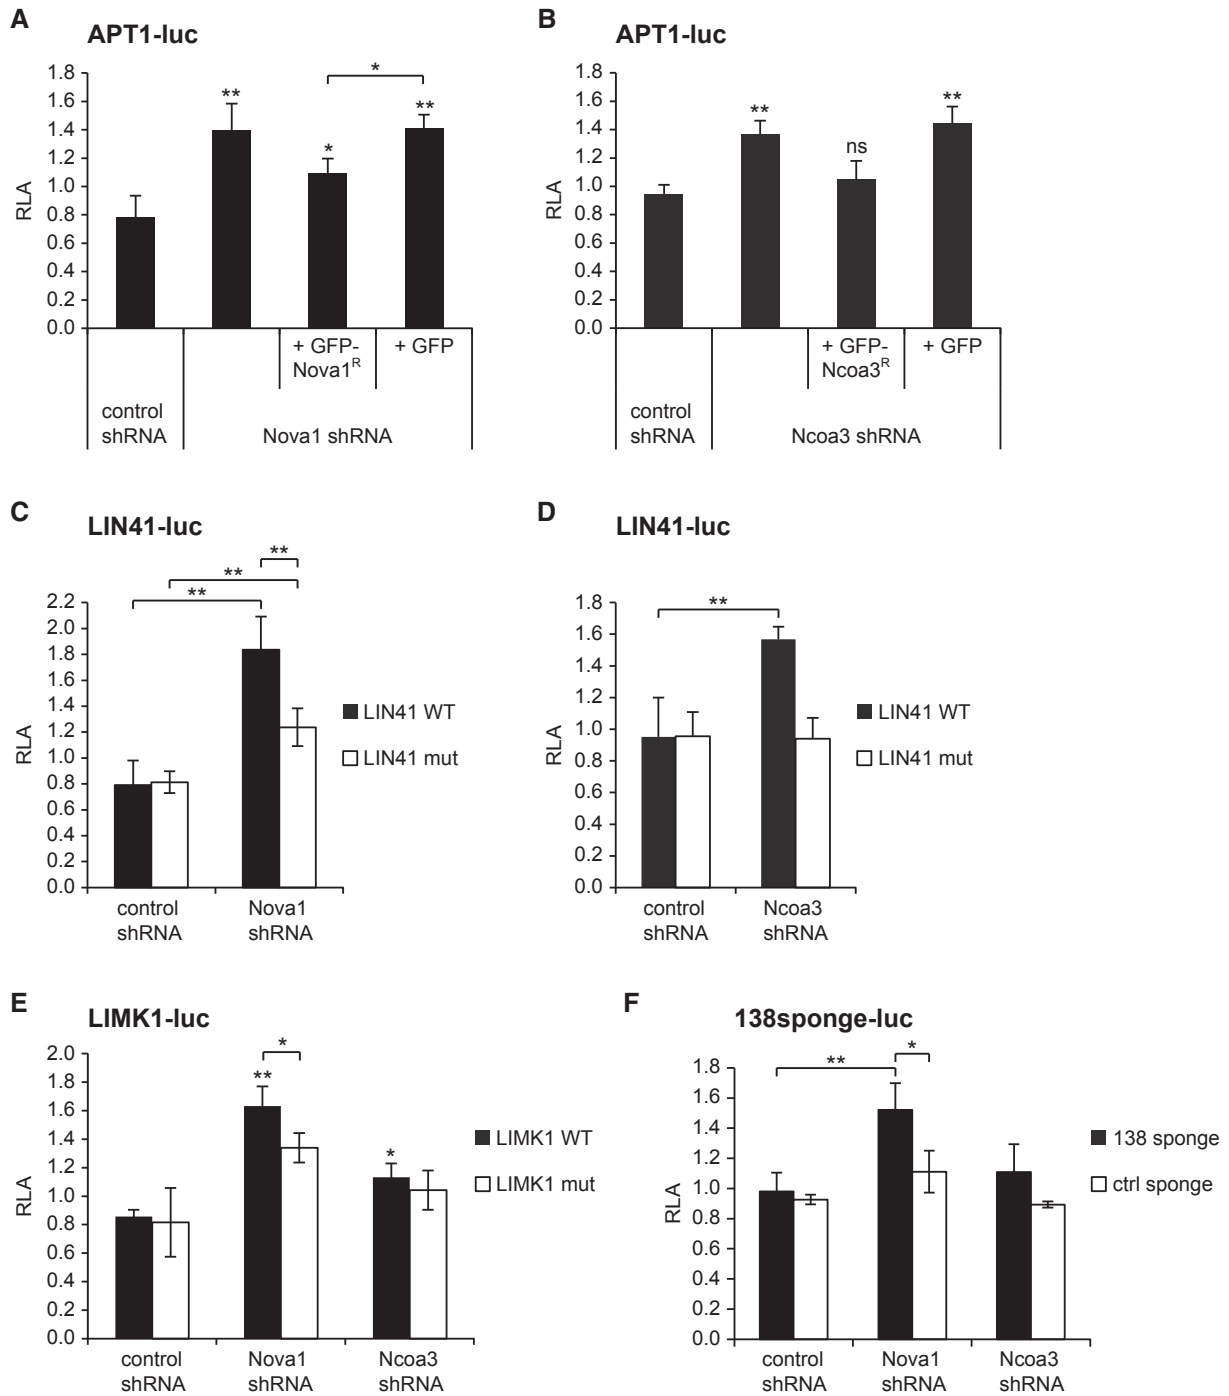 A
APT1-luc
1.8
1.6
1.4
1.2
1.0
0.8
0.6
0.4
0.2
0.0
RLA
**
*
**
*
+ GFP-
Nova1R
+ GFP
control
shRNA
Nova1 shRNA
B
APT1-luc
1.8
1.6
1.4
1.2
1.0
0.8
0.6
0.4
0.2
0.0
RLA
**
ns
**
+ GFP-
Ncoa3R
+ GFP
control
shRNA
Ncoa3 shRNA
C
LIN41-luc
**
**
**
2.2
2.0
1.8
1.6
1.4
1.2
1.0
0.8
0.6
0.4
0.2
0.0
RLA
LIN41 WT
LIN41 mut
control
shRNA
Nova1
shRNA
D
LIN41-luc
**
1.8
1.6
1.4
1.2
1.0
0.8
0.6
0.4
0.2
0.0
RLA
LIN41 WT
LIN41 mut
control
shRNA
Ncoa3
shRNA
E
LIMK1-luc
2.0
1.8
1.6
1.4
1.2
1.0
0.8
0.6
0.4
0.2
0.0
RLA
*
**
*
LIMK1 WT
LIMK1 mut
control
shRNA
Nova1
shRNA
Ncoa3
shRNA
F
138sponge-luc
1.8
1.6
1.4
1.2
1.0
0.8
0.6
0.4
0.2
0.0
RLA
**
*
138 sponge
ctrl sponge
control
shRNA
Nova1
shRNA
Ncoa3
shRNA